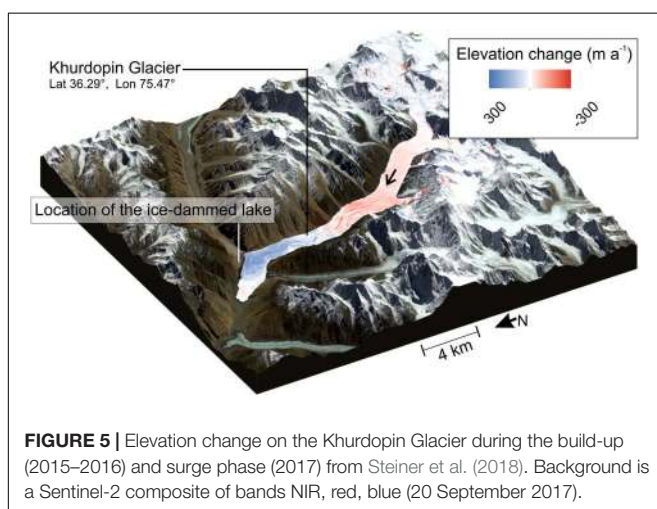 Khurdopin Glacier
Lat 36.29°, Lon 75.47°
Elevation change (m a⁻¹)
300
-300
Location of the ice-dammed lake
N
4 km
FIGURE 5 | Elevation change on the Khurdopin Glacier during the build-up
(2015–2016) and surge phase (2017) from Steiner et al. (2018). Background is
a Sentinel-2 composite of bands NIR, red, blue (20 September 2017).